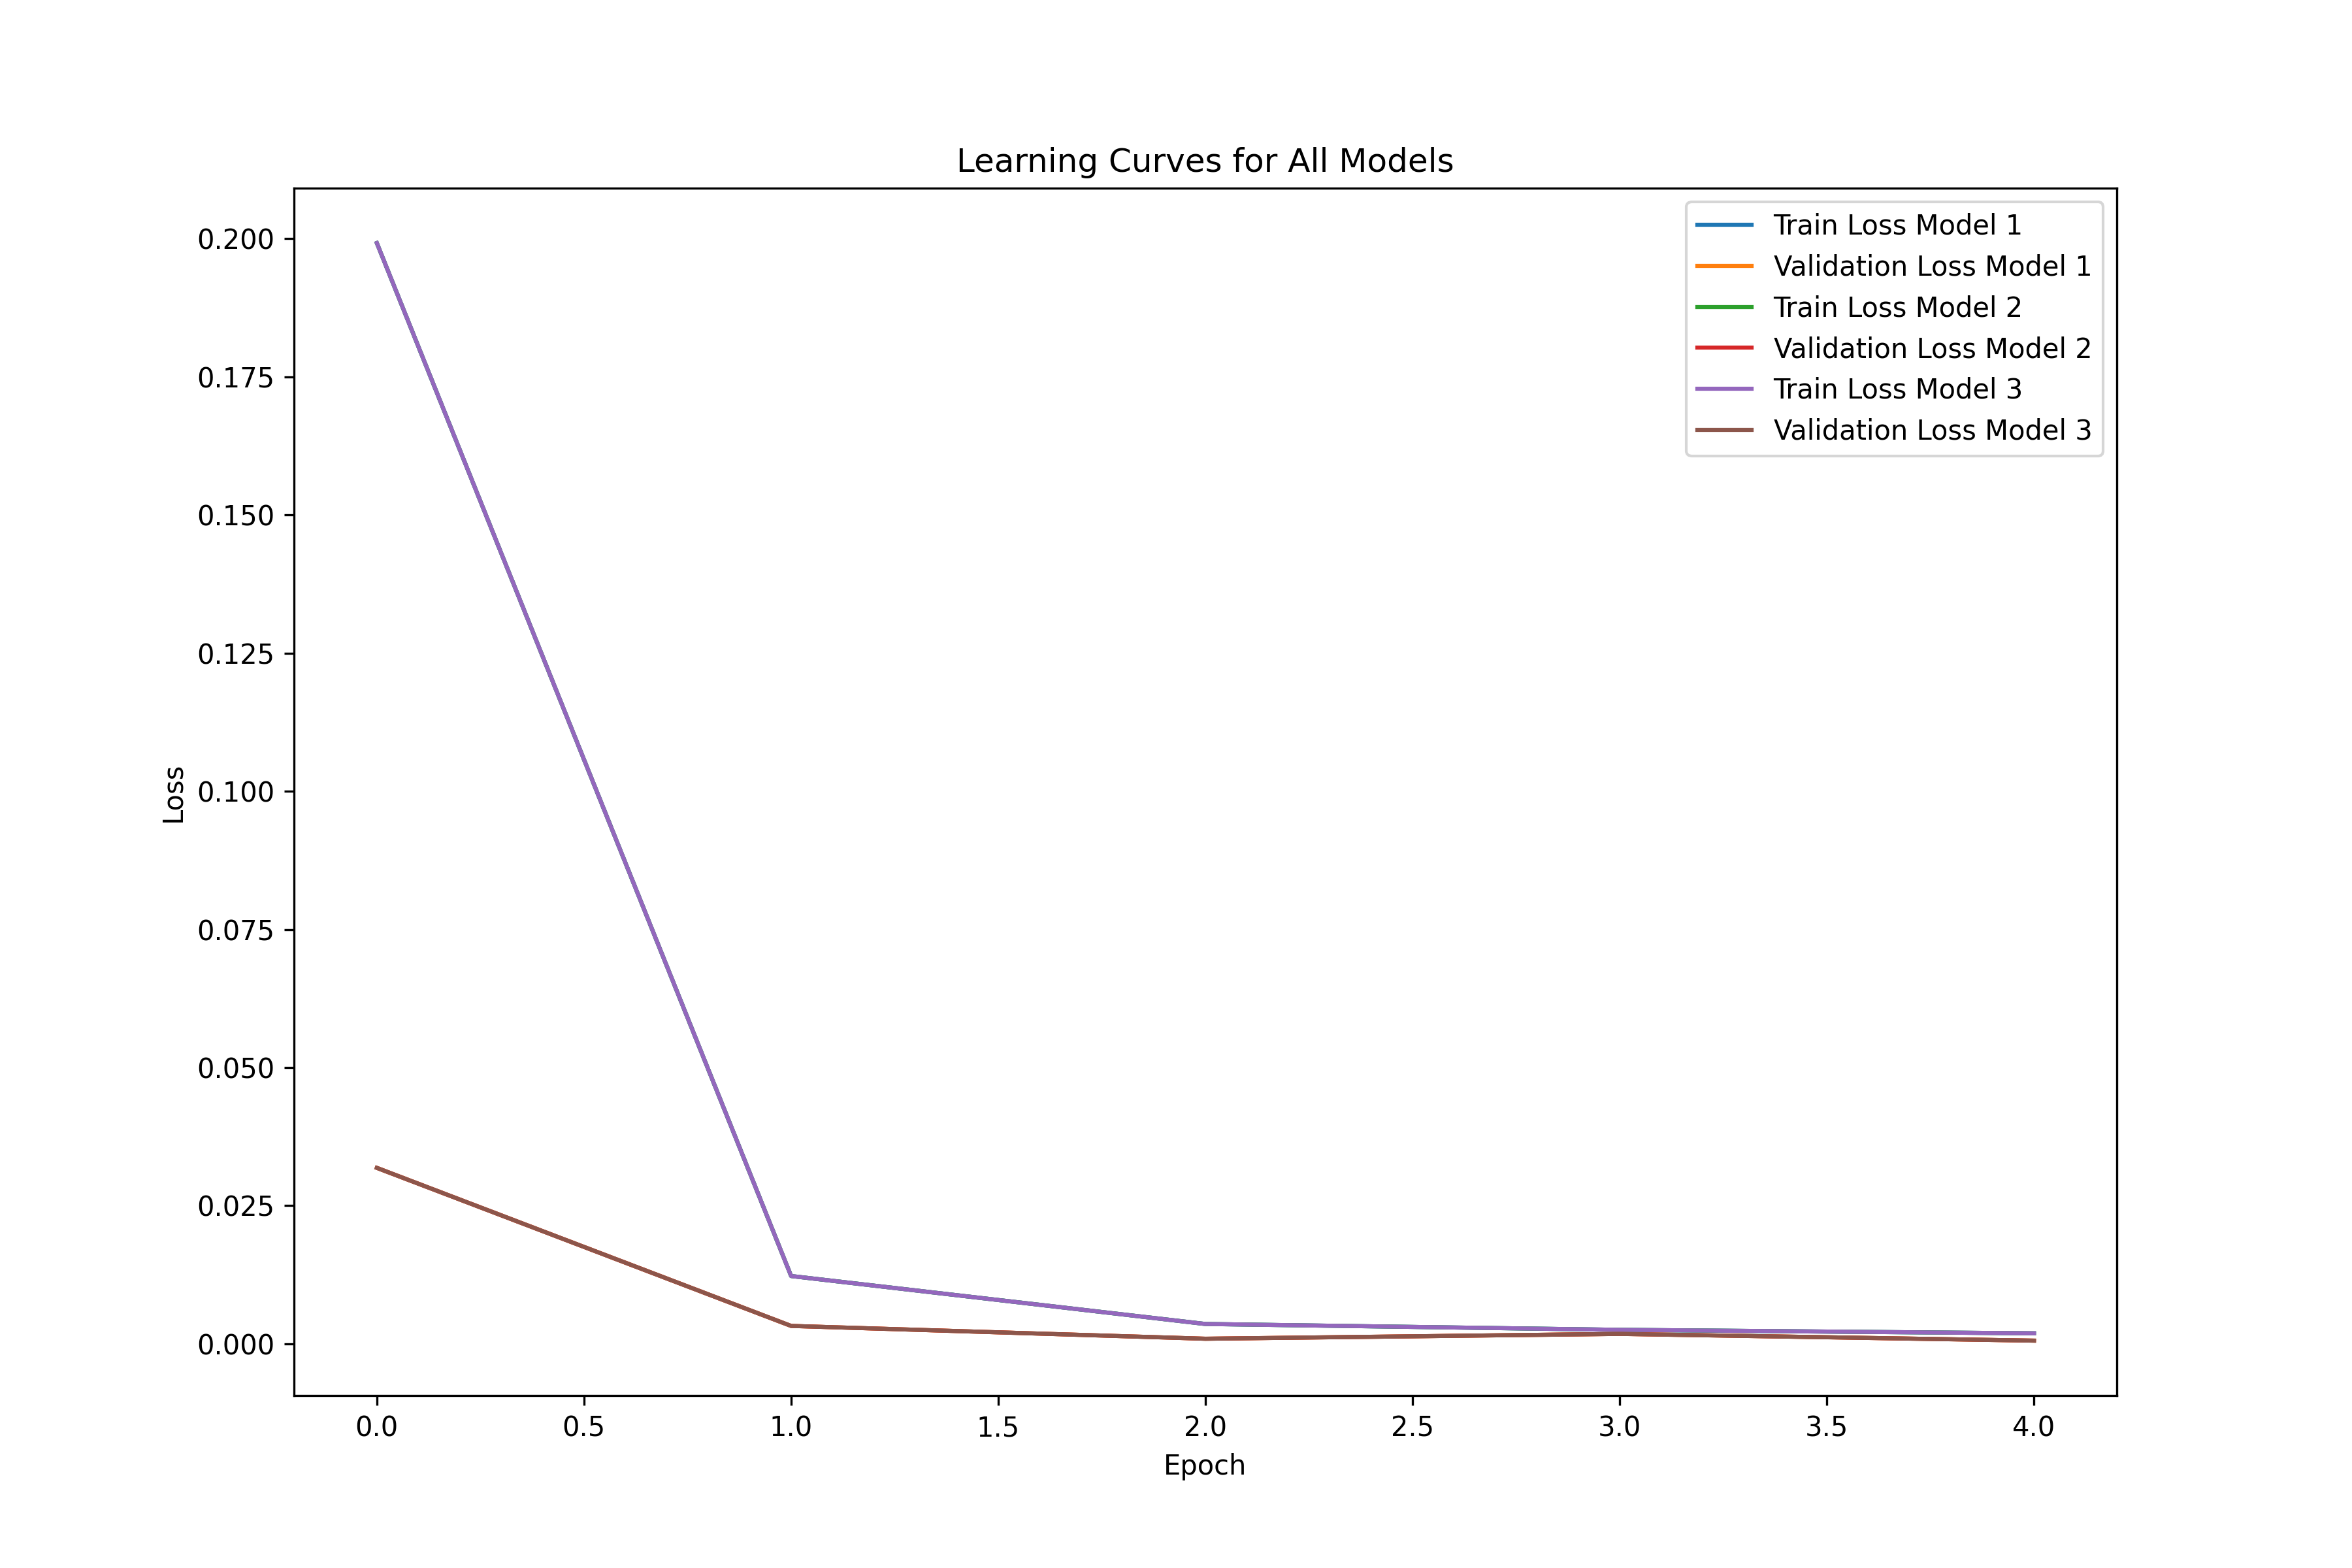 Learning Curves for All Models
Train Loss Model 1
Validation Loss Model 1
Train Loss Model 2
Validation Loss Model 2
Train Loss Model 3
Validation Loss Model 3
Loss
0.200
0.175
0.150
0.125
0.100
0.075
0.050
0.025
0.000
0.0 0.5 1.0 1.5 2.0 2.5 3.0 3.5 4.0
Epoch